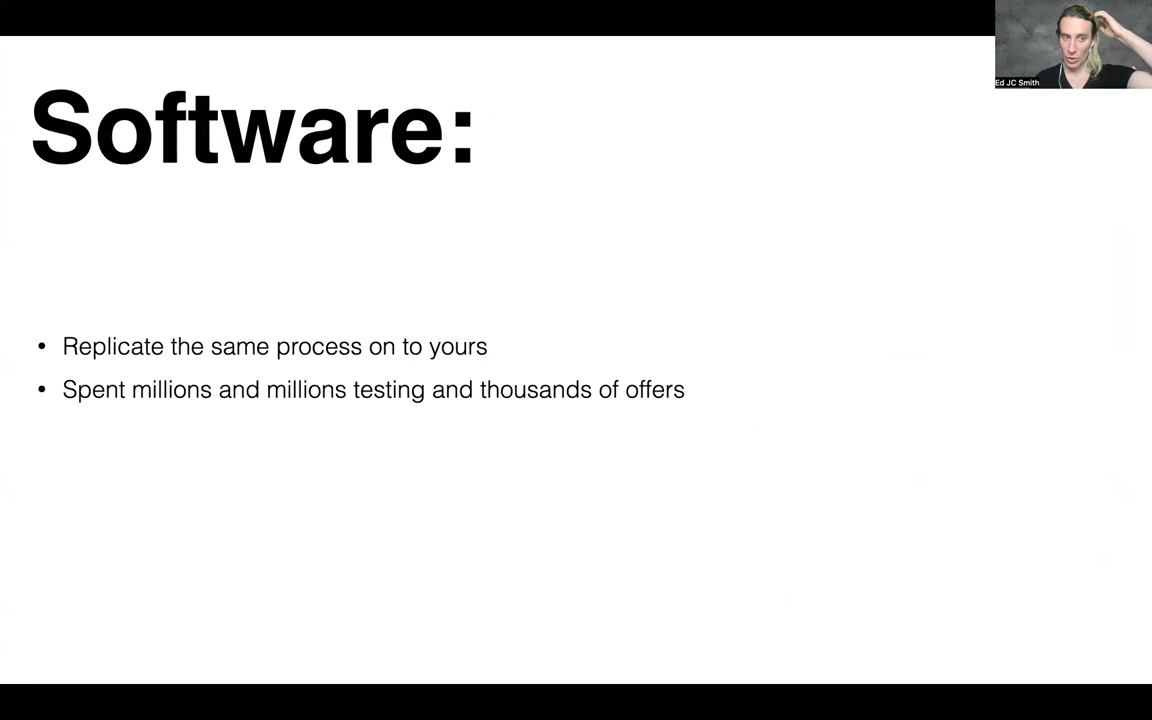 Ed JC Smith
Software:
• Replicate the same process on to yours
• Spent millions and millions testing and thousands of offers